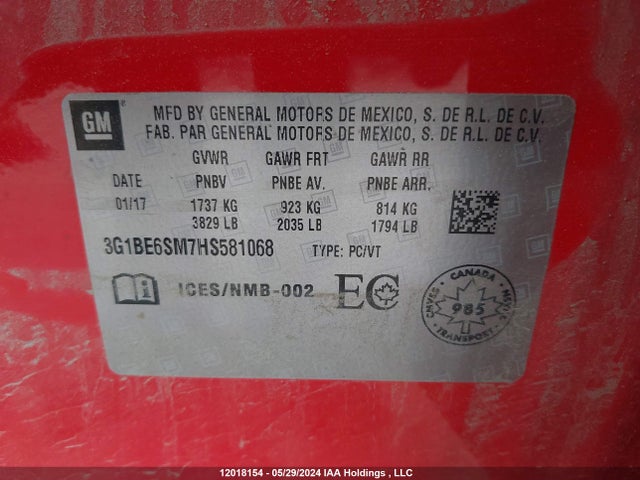 GM
MFD BY GENERAL MOTORS DE MEXICO, S. DE R.L. DE C.V.
FAB. PAR GENERAL MOTORS DE MEXICO, S. DE R.L. DE C.V.
GVWR GAWR FRT GAWR RR
DATE PNBV PNBE AV. PNBE ARR.
01/17 1737 KG 923 KG 814 KG
3829 LB 2035 LB 1794 LB
3G1BE6SM7HS581068 TYPE: PC/VT
ICES/NMB-002 EC
CANADA
CMVSS 985
TRANSPORT
12018154 - 05/29/2024 IAA Holdings , LLC